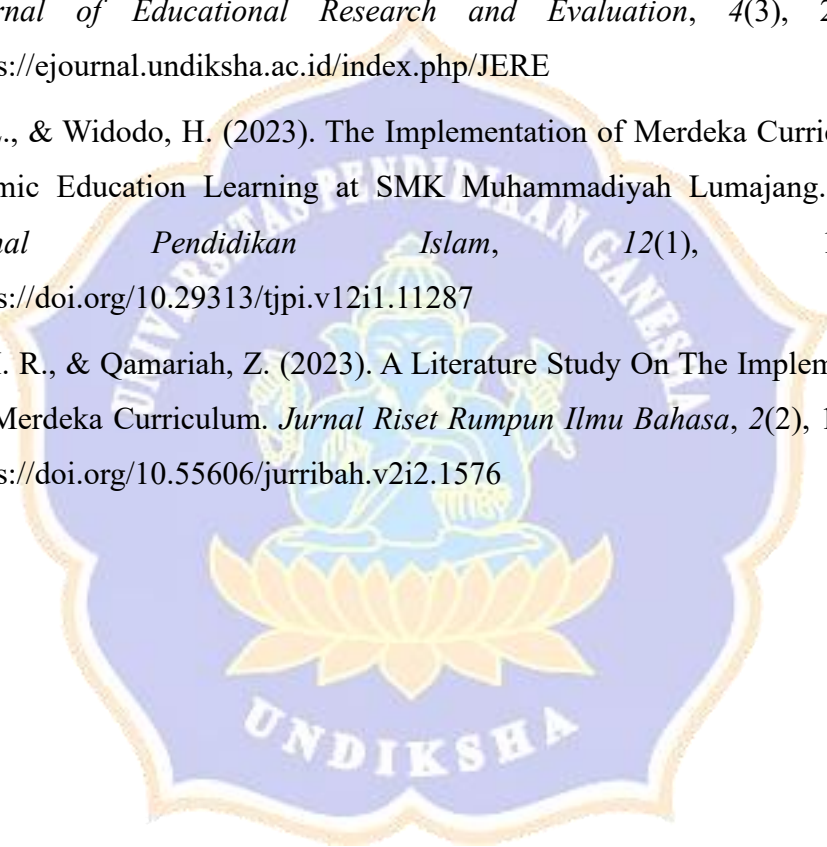 rnal of Educational Research and Evaluation, 4(3), 2
s://ejournal.undiksha.ac.id/index.php/JERE
., & Widodo, H. (2023). The Implementation of Merdeka Curric
mic Education Learning at SMK Muhammadiyah Lumajang.
nal Pendidikan Islam, 12(1), 1
s://doi.org/10.29313/tjpi.v12i1.11287
. R., & Qamariah, Z. (2023). A Literature Study On The Implem
Merdeka Curriculum. Jurnal Riset Rumpun Ilmu Bahasa, 2(2), 1
s://doi.org/10.55606/jurribah.v2i2.1576
UNIVERSITAS PENDIDIKAN GANESHA
UNDIKSHA